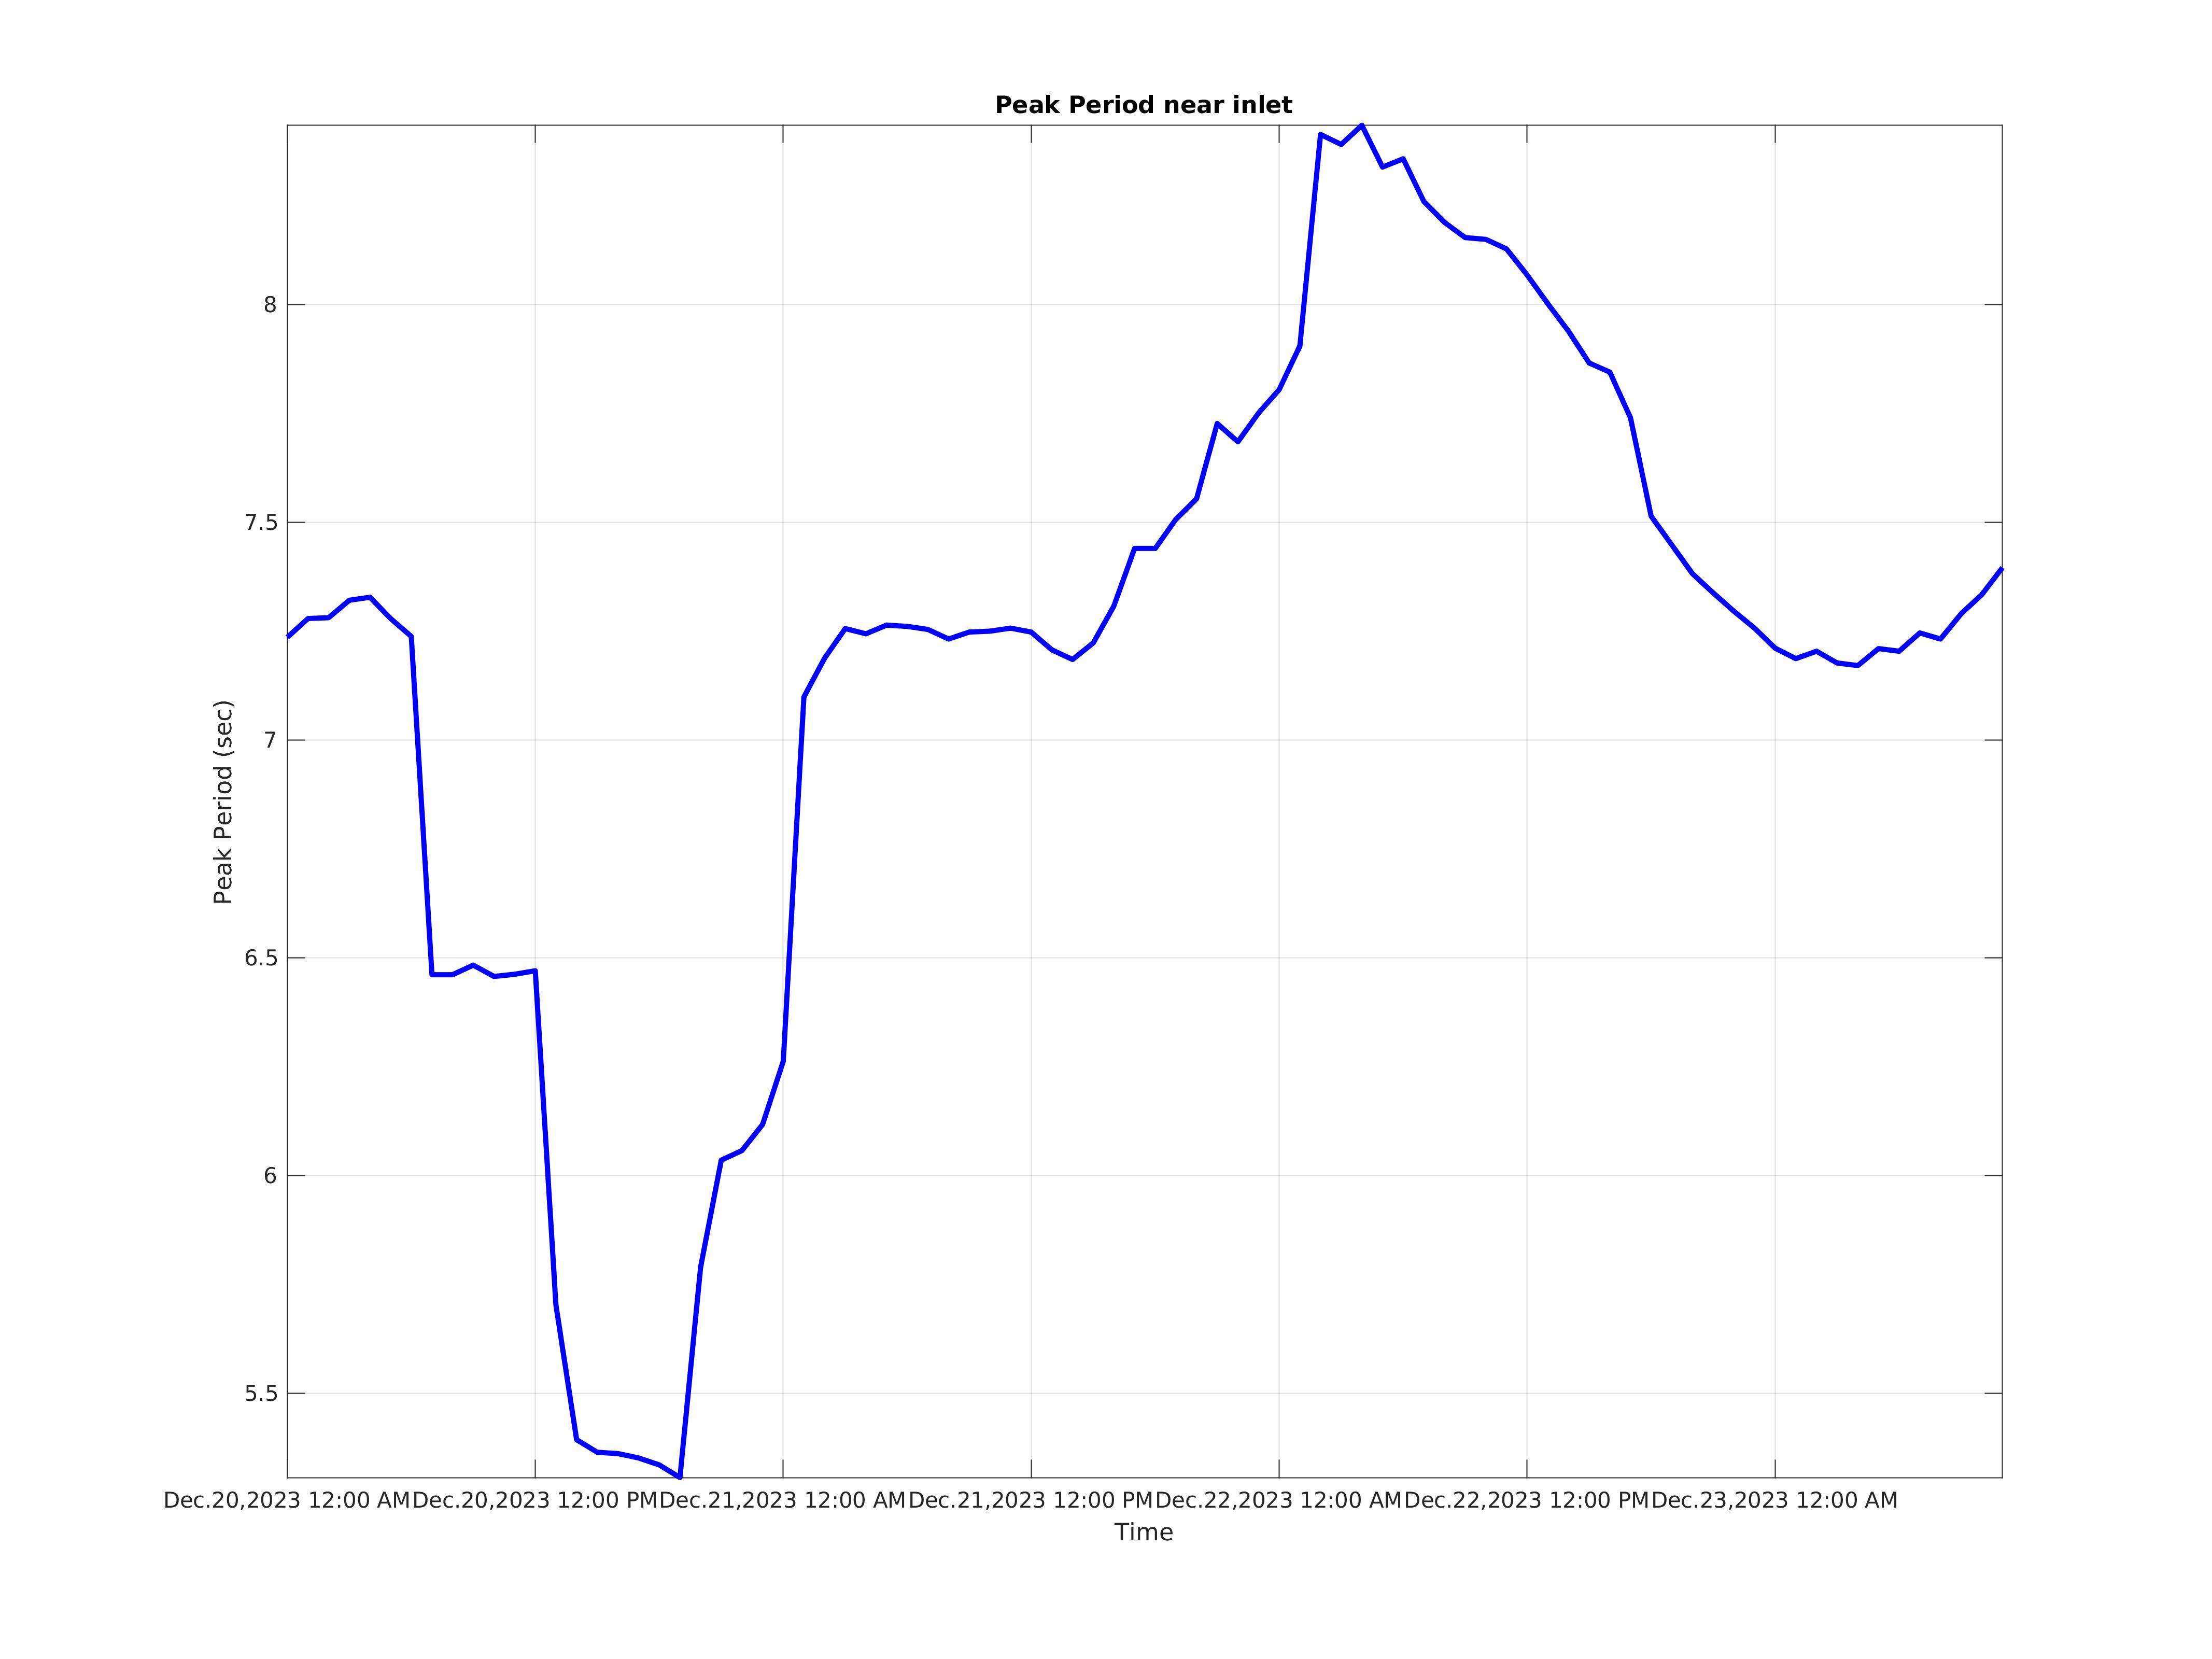 Peak Period near inlet
8
7.5
7
6.5
6
5.5
Peak Period (sec)
Dec.20,2023 12:00 AM Dec.20,2023 12:00 PM Dec.21,2023 12:00 AM Dec.21,2023 12:00 PM Dec.22,2023 12:00 AM Dec.22,2023 12:00 PM Dec.23,2023 12:00 AM
Time